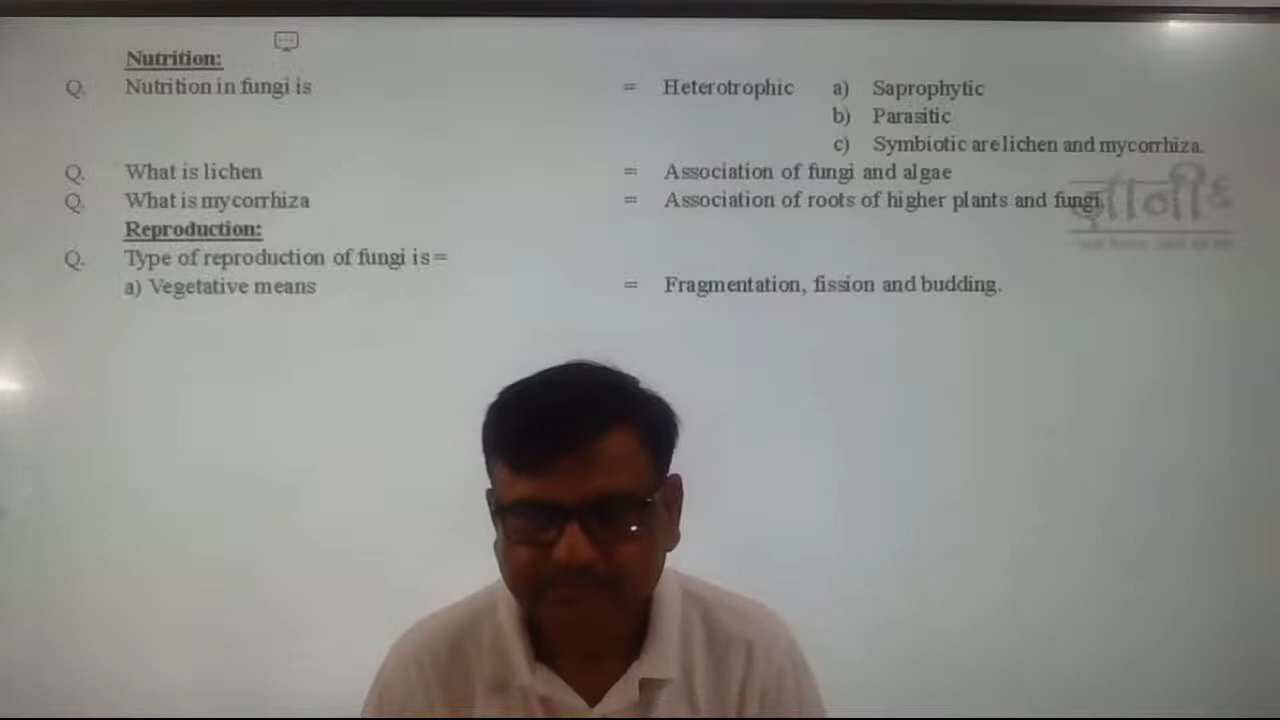 Nutrition:
Q. Nutrition in fungi is = Heterotrophic a) Saprophytic
b) Parasitic
c) Symbiotic are lichen and mycorrhiza.
Q. What is lichen = Association of fungi and algae
Q. What is mycorrhiza = Association of roots of higher plants and fungi.
Reproduction:
Q. Type of reproduction of fungi is =
a) Vegetative means = Fragmentation, fission and budding.